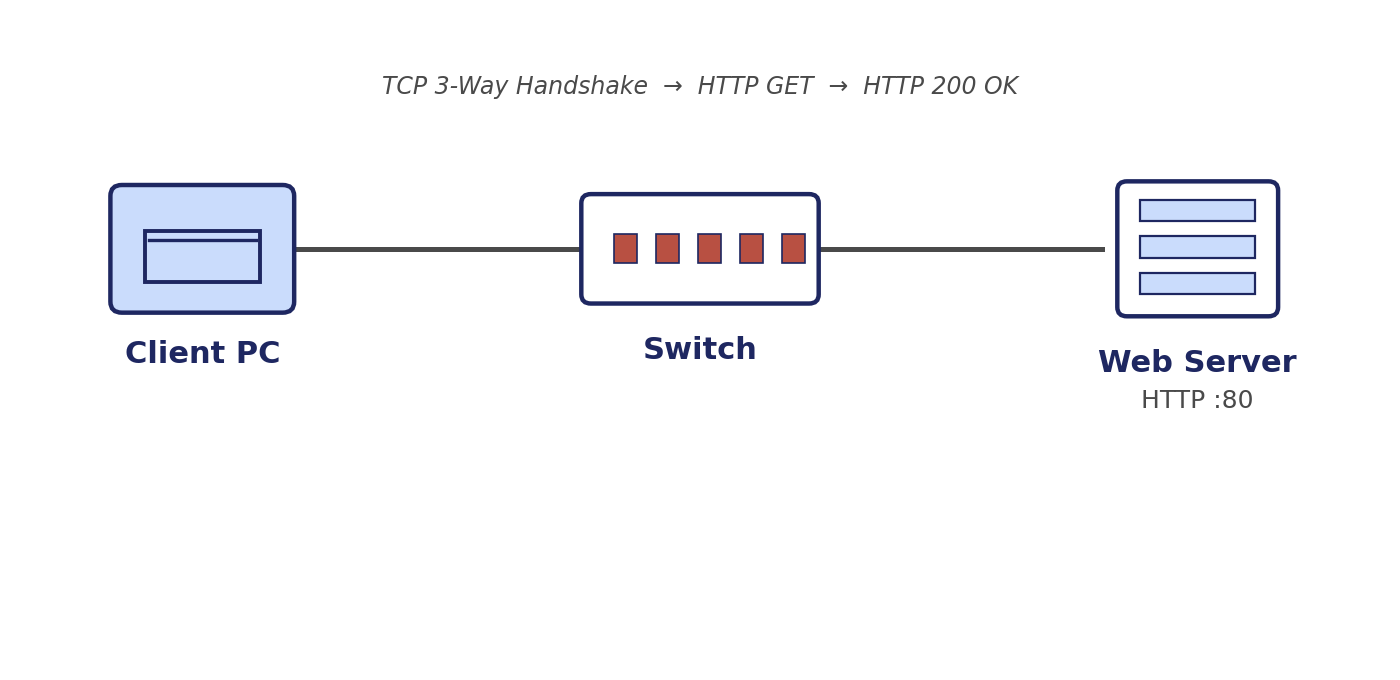 TCP 3-Way Handshake → HTTP GET → HTTP 200 OK
Client PC
Switch
Web Server
HTTP :80